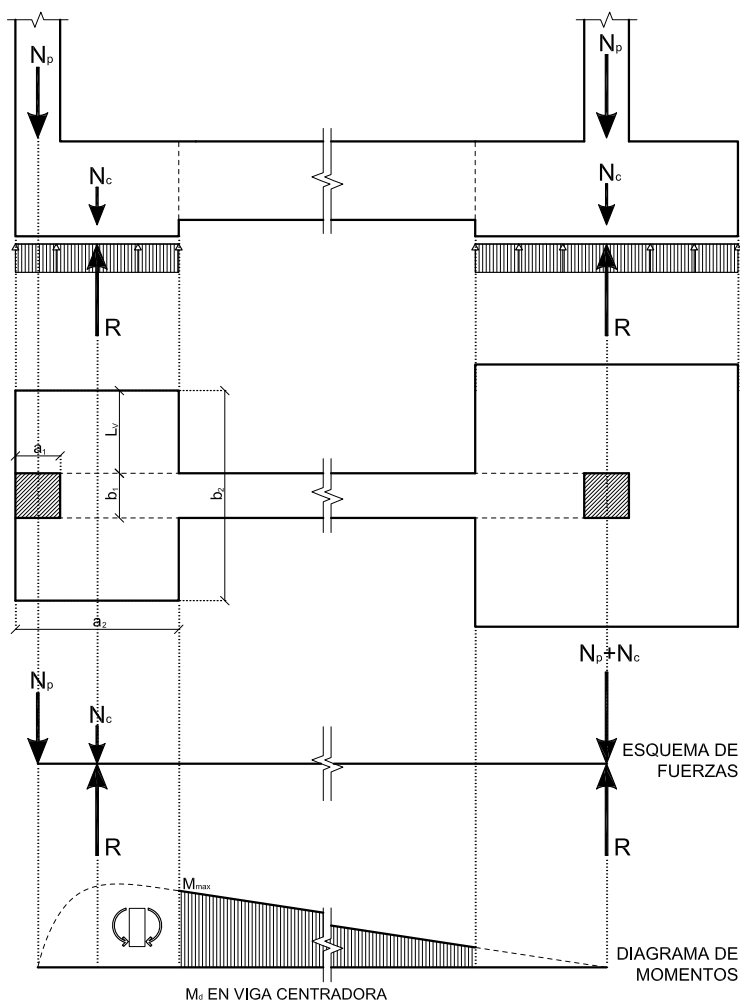 Np
Np
Nc
Nc
R
R
a1
Lv
b1
b2
a2
Np+Nc
Np
Nc
ESQUEMA DE
FUERZAS
R
R
Mmax
DIAGRAMA DE
MOMENTOS
Md EN VIGA CENTRADORA